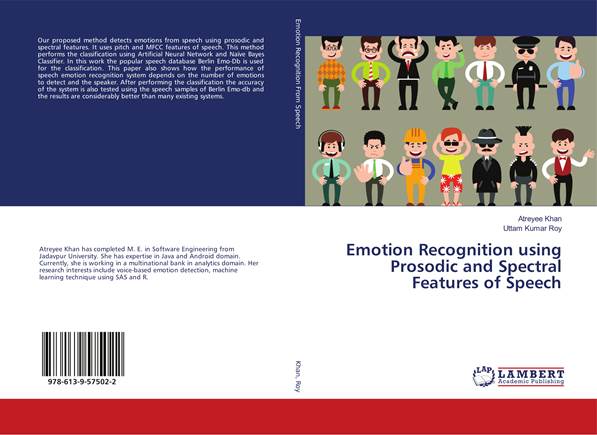 Our proposed method detects emotions from speech using prosodic and
spectral features. It uses pitch and MFCC features of speech. This method
performs the classification using Artificial Neural Network and Naive Bayes
Classifier. In this work the popular speech database Berlin Emo-Db is used
for the classification. This paper also shows how the performance of
speech emotion recognition system depends on the number of emotions
to detect and the speaker. After performing the classification the accuracy
of the system is also tested using the speech samples of Berlin Emo-db and
the results are considerably better than many existing systems.
Atreyee Khan has completed M. E. in Software Engineering from
Jadavpur University. She has expertise in Java and Android domain.
Currently, she is working in a multinational bank in analytics domain. Her
research interests include voice-based emotion detection, machine
learning technique using SAS and R.
978-613-9-57502-2
Emotion Recognition From Speech
Khan, Roy
Atreyee Khan
Uttam Kumar Roy
Emotion Recognition using
Prosodic and Spectral
Features of Speech
LAP
LAMBERT
Academic Publishing